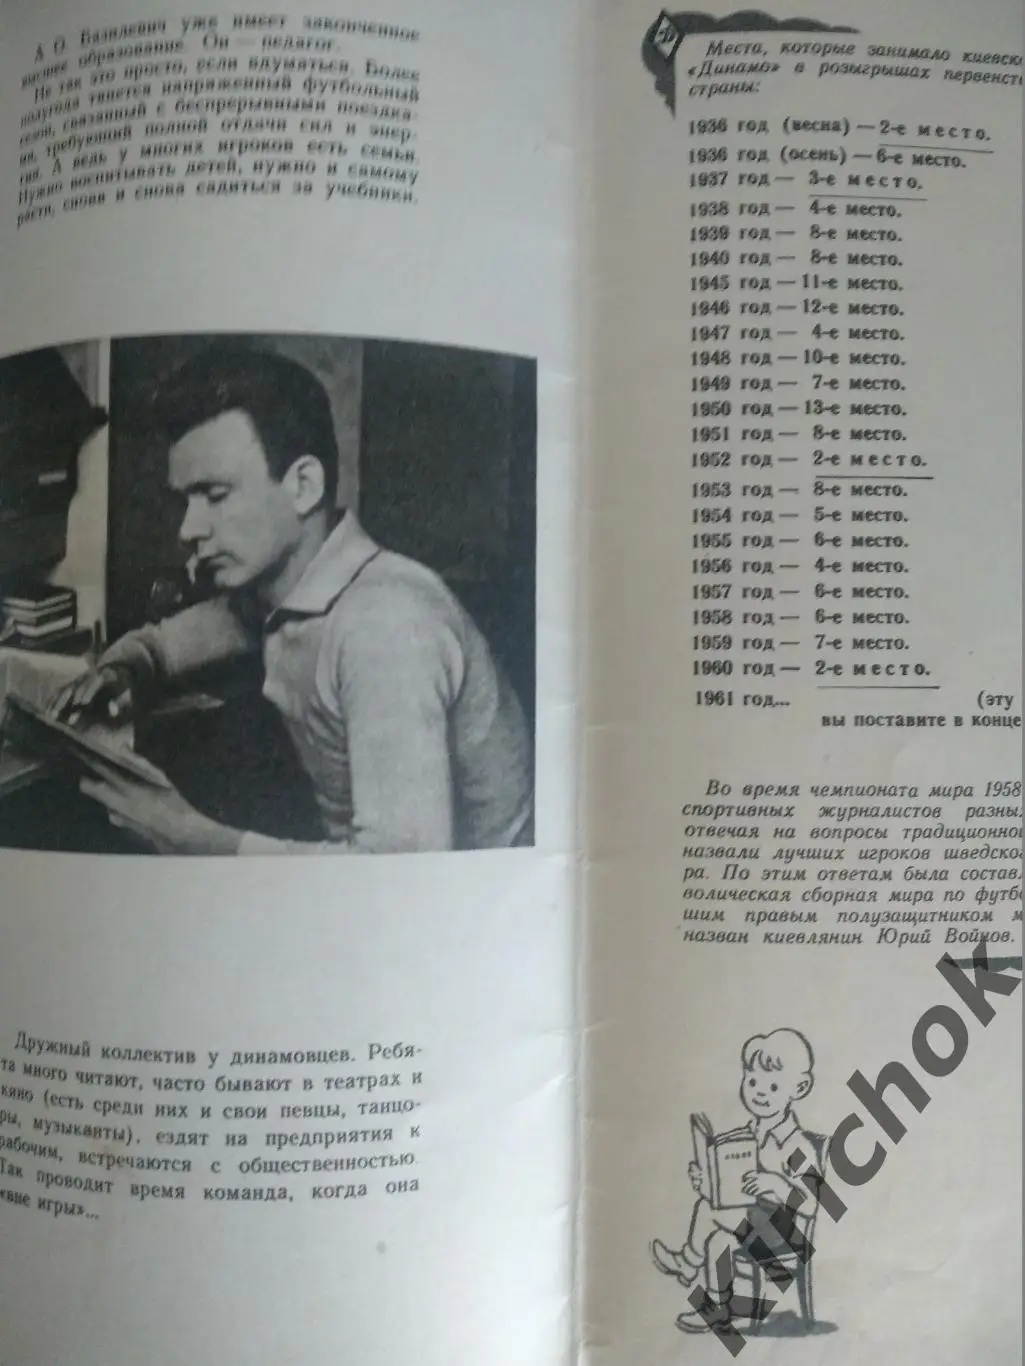 А О. Базилевич уже имеет законченное
высшее образование. Он — педагог.
Не так это просто, если вдуматься. Более
полугода тянется напряженный футбольный
сезон, связанный с беспрерывными поездка-
ми, требующий полной отдачи сил и энер-
гии. А ведь у многих игроков есть семьи.
Нужно воспитывать детей, нужно и самому
расти, снова и снова садиться за учебники.
Дружный коллектив у динамовцев. Ребя-
та много читают, часто бывают в театрах и
кино (есть среди них и свои певцы, танцо-
ры, музыканты), ездят на предприятия к
рабочим, встречаются с общественностью.
Так проводит время команда, когда она
«вне игры»...
Места, которые занимало киевско
«Динамо» в розыгрышах первенств
страны:
1936 год (весна) — 2-е место.
1936 год (осень) — 6-е место.
1937 год — 3-е место.
1938 год — 4-е место.
1939 год — 8-е место.
1940 год — 8-е место.
1945 год — 11-е место.
1946 год — 12-е место.
1947 год — 4-е место.
1948 год — 10-е место.
1949 год — 7-е место.
1950 год — 13-е место.
1951 год — 8-е место.
1952 год — 2-е место.
1953 год — 8-е место.
1954 год — 5-е место.
1955 год — 6-е место.
1956 год — 4-е место.
1957 год — 6-е место.
1958 год — 6-е место.
1959 год — 7-е место.
1960 год — 2-е место.
1961 год... (эту
вы поставите в конце
Во время чемпионата мира 1958
спортивных журналистов разны
отвечая на вопросы традиционно
назвали лучших игроков шведског
ра. По этим ответам была состав
волическая сборная мира по футб
шим правым полузащитником м
назван киевлянин Юрий Войнов.
Kirichok